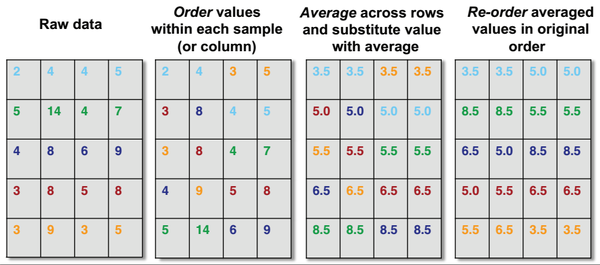 Raw data
Order values
within each sample
(or column)
Average across rows
and substitute value
with average
Re-order averaged
values in original
order
2 4 4 5
5 14 4 7
4 8 6 9
3 8 5 8
3 9 3 5
2 4 3 5
3 8 4 5
3 8 4 7
4 9 5 8
5 14 6 9
3.5 3.5 3.5 3.5
5.0 5.0 5.0 5.0
5.5 5.5 5.5 5.5
6.5 6.5 6.5 6.5
8.5 8.5 8.5 8.5
3.5 3.5 5.0 5.0
8.5 8.5 5.5 5.5
6.5 5.0 8.5 8.5
5.0 5.5 6.5 6.5
5.5 6.5 3.5 3.5